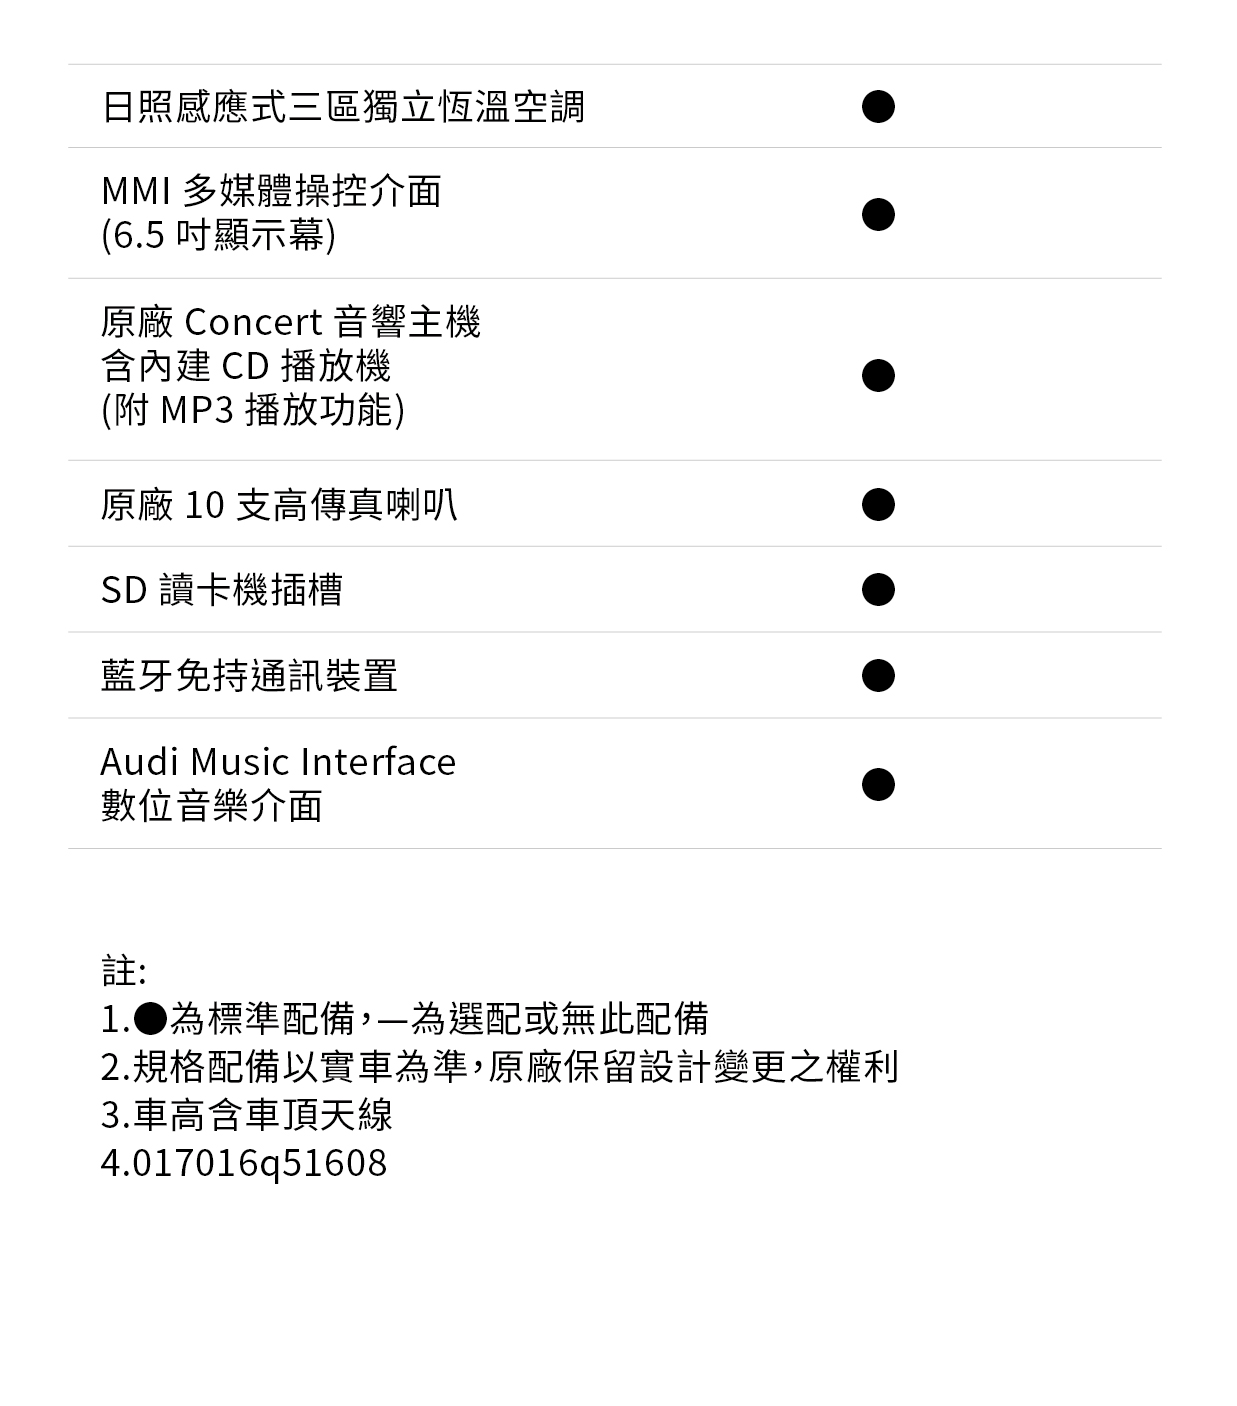 日照感應式三區獨立恆溫空調 ●
MMI 多媒體操控介面
(6.5 吋顯示幕) ●
原廠 Concert 音響主機
含內建 CD 播放機 ●
(附 MP3 播放功能)
原廠 10 支高傳真喇叭 ●
SD 讀卡機插槽 ●
藍牙免持通訊裝置 ●
Audi Music Interface
數位音樂介面 ●
註:
1.●為標準配備，—為選配或無此配備
2.規格配備以實車為準，原廠保留設計變更之權利
3.車高含車頂天線
4.017016q51608